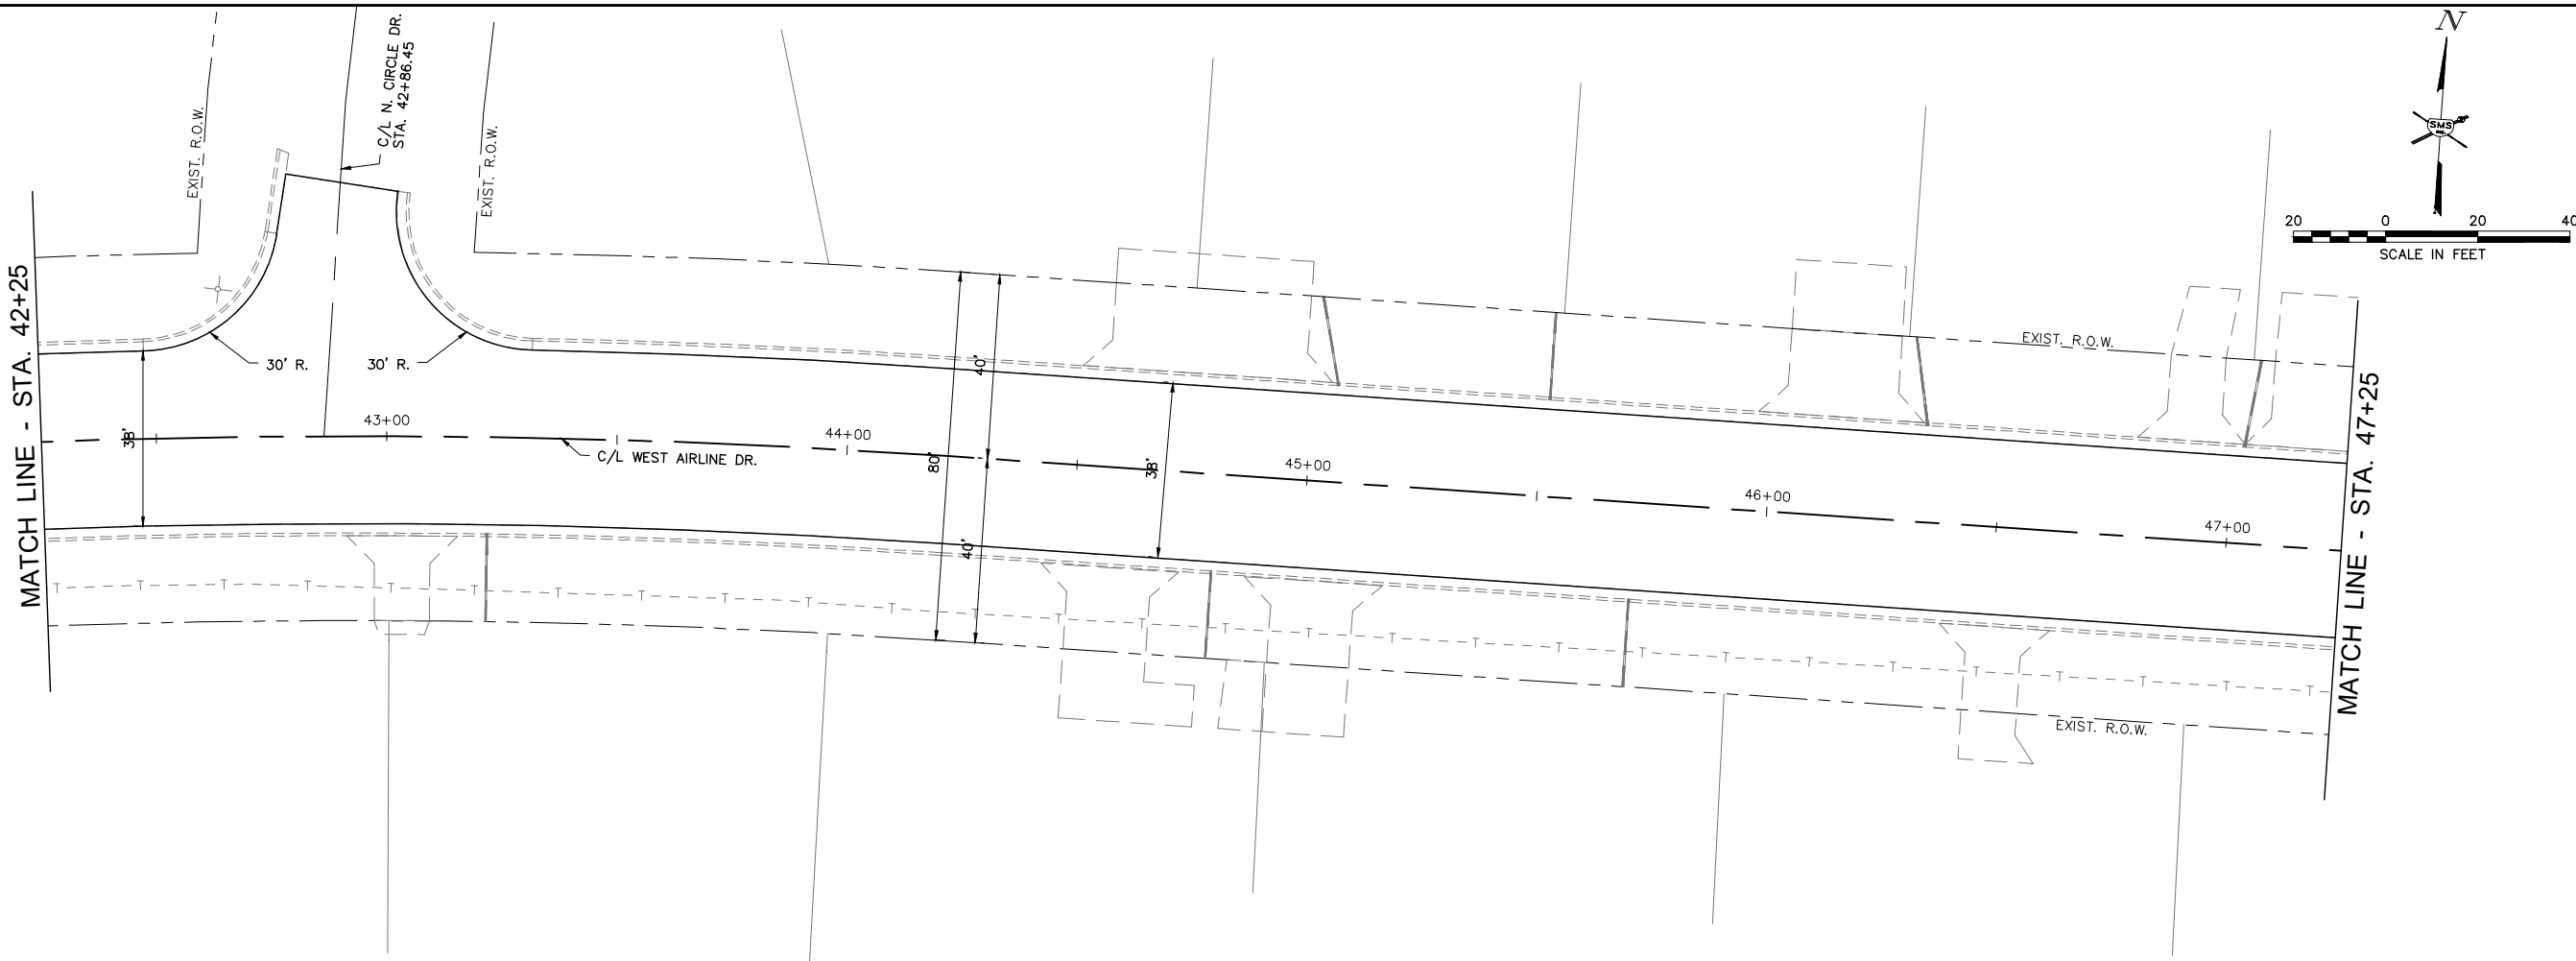 C/L N. CIRCLE DR.
STA. 42+86.45
EXIST. R.O.W.
EXIST. R.O.W.
N
SMS
20 0 20 40
SCALE IN FEET
MATCH LINE - STA. 42+25
30' R.
30' R.
38'
43+00
C/L WEST AIRLINE DR.
44+00
80'
40'
40'
38'
45+00
46+00
EXIST. R.O.W.
47+00
EXIST. R.O.W.
MATCH LINE - STA. 47+25